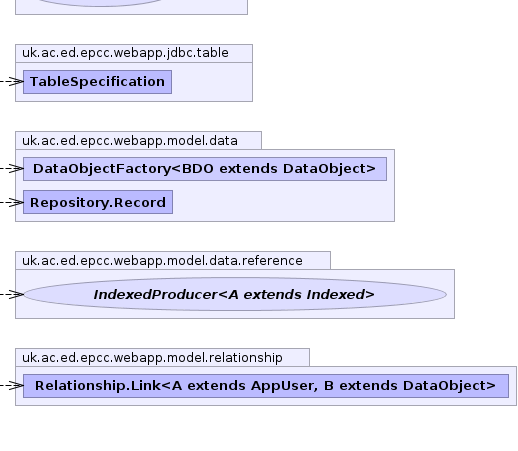 uk.ac.ed.epcc.webapp.jdbc.table
TableSpecification
uk.ac.ed.epcc.webapp.model.data
DataObjectFactory<BDO extends DataObject>
Repository.Record
uk.ac.ed.epcc.webapp.model.data.reference
IndexedProducer<A extends Indexed>
uk.ac.ed.epcc.webapp.model.relationship
Relationship.Link<A extends AppUser, B extends DataObject>